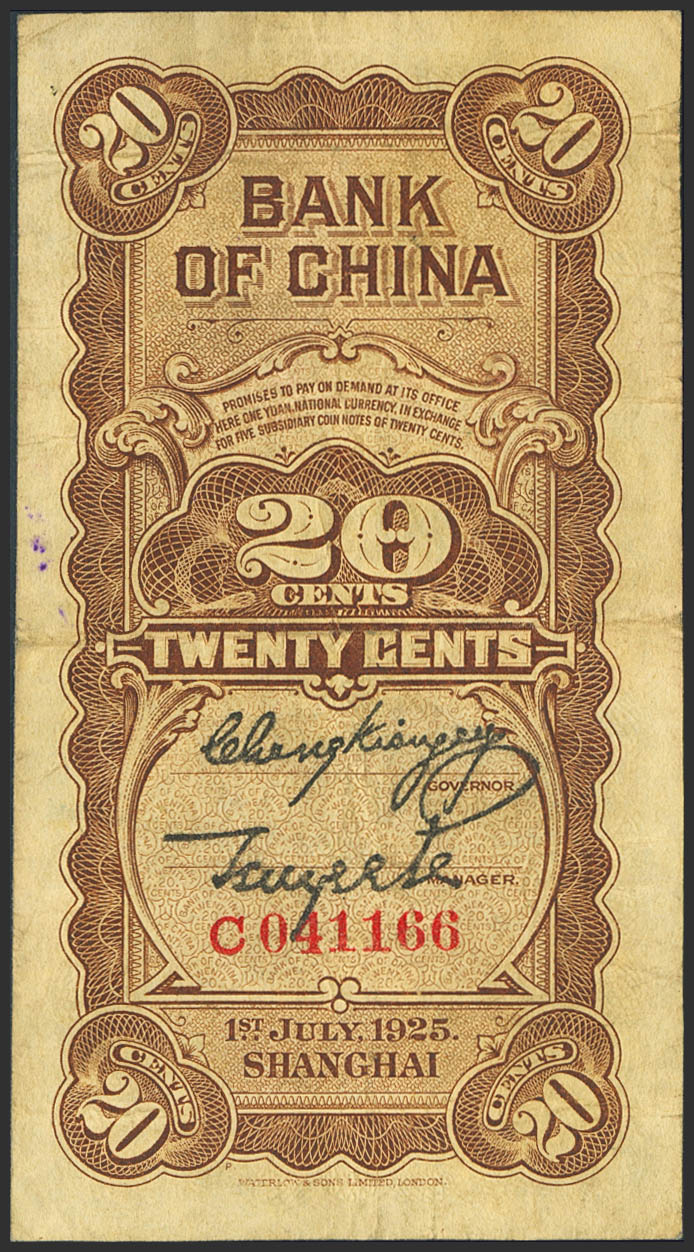 20 CENTS
20 CENTS
BANK
OF CHINA
PROMISES TO PAY ON DEMAND AT ITS OFFICE
HERE ONE YUAN, NATIONAL CURRENCY, IN EXCHANGE
FOR FIVE SUBSIDIARY COIN NOTES OF TWENTY CENTS.
20
CENTS
TWENTY CENTS
GOVERNOR
MANAGER.
C041166
1ST JULY, 1925.
SHANGHAI
CENTS 20
CENTS 20
P
WATERLOW & SONS LIMITED, LONDON.